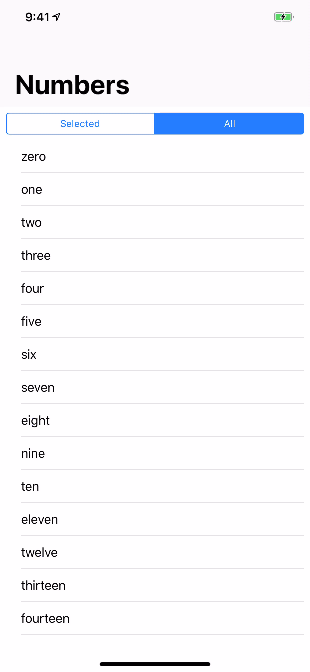 9:41
Numbers
Selected All
zero
one
two
three
four
five
six
seven
eight
nine
ten
eleven
twelve
thirteen
fourteen